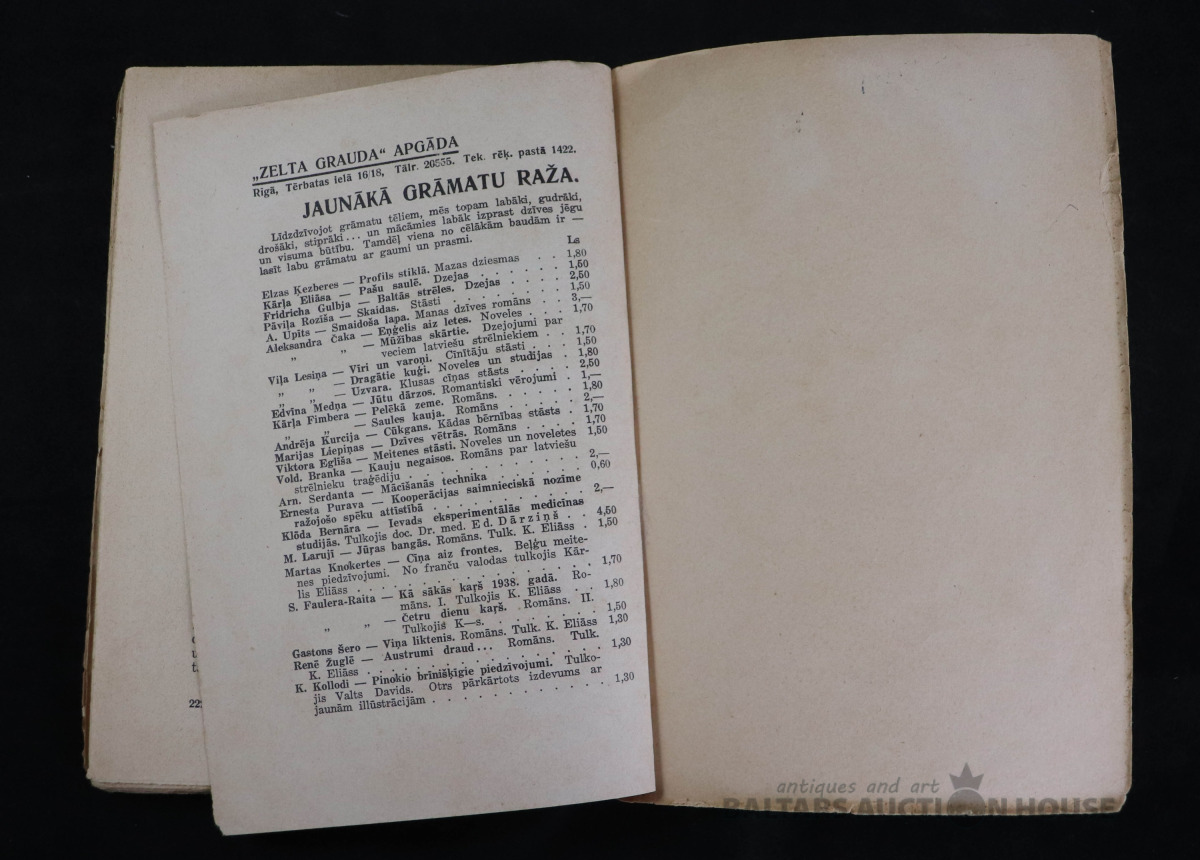 „ZELTA GRAUDA“ APGĀDA
Rīgā, Tērbatas ielā 16/18, Tālr. 26555. Tek. rēķ. pastā 1422.
JAUNĀKĀ GRĀMATU RAŽA.
Līdzdzīvojot grāmatu tēliem, mēs topam labāki, gudrāki,
drošāki, stiprāki... un mācāmies labāk izprast dzīves jēgu
un visuma būtību. Tamdēļ viena no cēlākām baudām ir —
lasīt labu grāmatu ar gaumi un prasmi.
Ls
Elzas Ķezberes — Profils stiklā. Mazas dziesmas . . 1,80
Kārļa Eliāsa — Pašu saulē. Dzejas . . . . . . 1,50
Fridricha Gulbja — Baltās strēles. Dzejas . . . . . 2,50
Pāviļa Rozīša — Skaidas. Stāsti . . . . . . . . 1,50
A. Upīts — Smaidoša lapa. Manas dzīves romāns . . 3,—
Aleksandra Čaka — Eņģelis aiz letes. Noveles . . . 1,70
„ „ — Mūžības skārtie. Dzejojumi par
veciem latviešu strēlniekiem . . 1,70
Viļa Lesiņa — Vīri un varoņi. Cīnītāju stāsti . . . 1,50
„ „ — Dragātie kuģi. Noveles un studijas . 1,80
„ „ — Uzvara. Klusas cīņas stāsts . . . . 2,50
Edvīna Medņa — Jūtu dārzos. Romantiski vērojumi . 1,—
Kārļa Fimbera — Pelēkā zeme. Romāns. . . . . . 1,80
„ „ — Saules kauja. Romāns . . . . . 2,—
Andrēja Kurcija — Cūkgans. Kādas bērnības stāsts . 1,70
Marijas Liepiņas — Dzīves vētrās. Romāns . . . . 1,70
Viktora Eglīša — Meitenes stāsti. Noveles un noveletes 1,50
Vold. Branka — Kauju negaisos. Romāns par latviešu
strēlnieku traģēdiju . . . . . . . . . . 2,—
Arn. Serdanta — Mācīšanās technika . . . . . . 0,60
Ernesta Purava — Kooperācijas saimnieciskā nozīme
ražojošo spēku attīstībā . . . . . . . . . 2,—
Klōda Bernāra — Ievads eksperimentālās medicīnas
studijās. Tulkojis doc. Dr. med. Ed. Dārziņš . . 4,50
M. Larujī — Jūŗas bangās. Romāns. Tulk. K. Eliāss . 1,50
Martas Knokertes — Cīņa aiz frontes. Beļģu meite-
nes piedzīvojumi. No franču valodas tulkojis Kār-
lis Eliāss . . . . . . . . . . . . . . 1,70
S. Faulera-Raita — Kā sākās kaŗš 1938. gadā. Ro-
māns. I. Tulkojis K. Eliāss . . 1,80
„ „ — Četru dienu kaŗš. Romāns. II.
Tulkojis K—s. . . . . . . . 1,50
Gastons Šero — Viņa liktenis. Romāns. Tulk. K. Eliāss 1,30
Renē Žuglē — Austrumi draud... Romāns. Tulk.
K. Eliāss . . . . . . . . . . . . . . 1,30
K. Kollodi — Pinokio brīnišķīgie piedzīvojumi. Tulko-
jis Valts Davids. Otrs pārkārtots izdevums ar
jaunām illūstrācijām . . . . . . . . . . 1,30
antiques and art
BALTARS AUCTION HOUSE